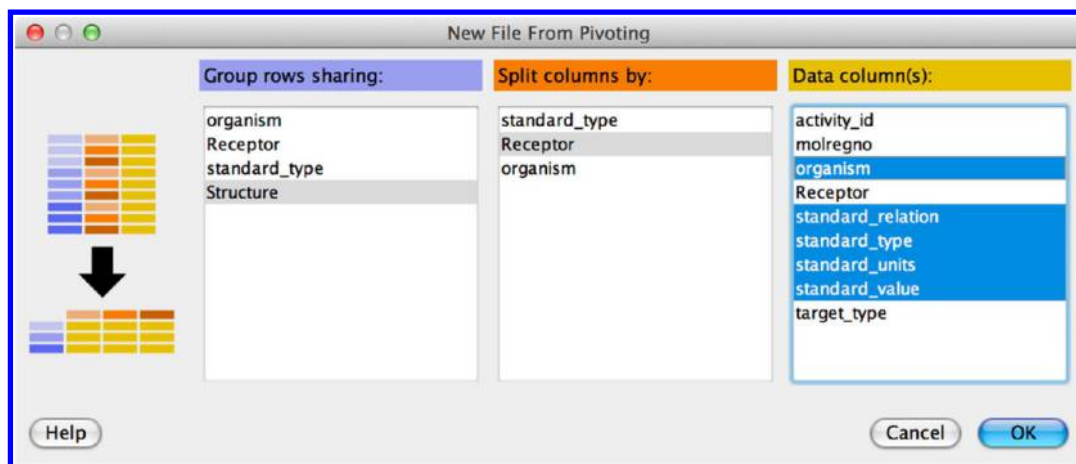 New File From Pivoting
Group rows sharing:
organism
Receptor
standard_type
Structure
Split columns by:
standard_type
Receptor
organism
Data column(s):
activity_id
molregno
organism
Receptor
standard_relation
standard_type
standard_units
standard_value
target_type
Help
Cancel
OK